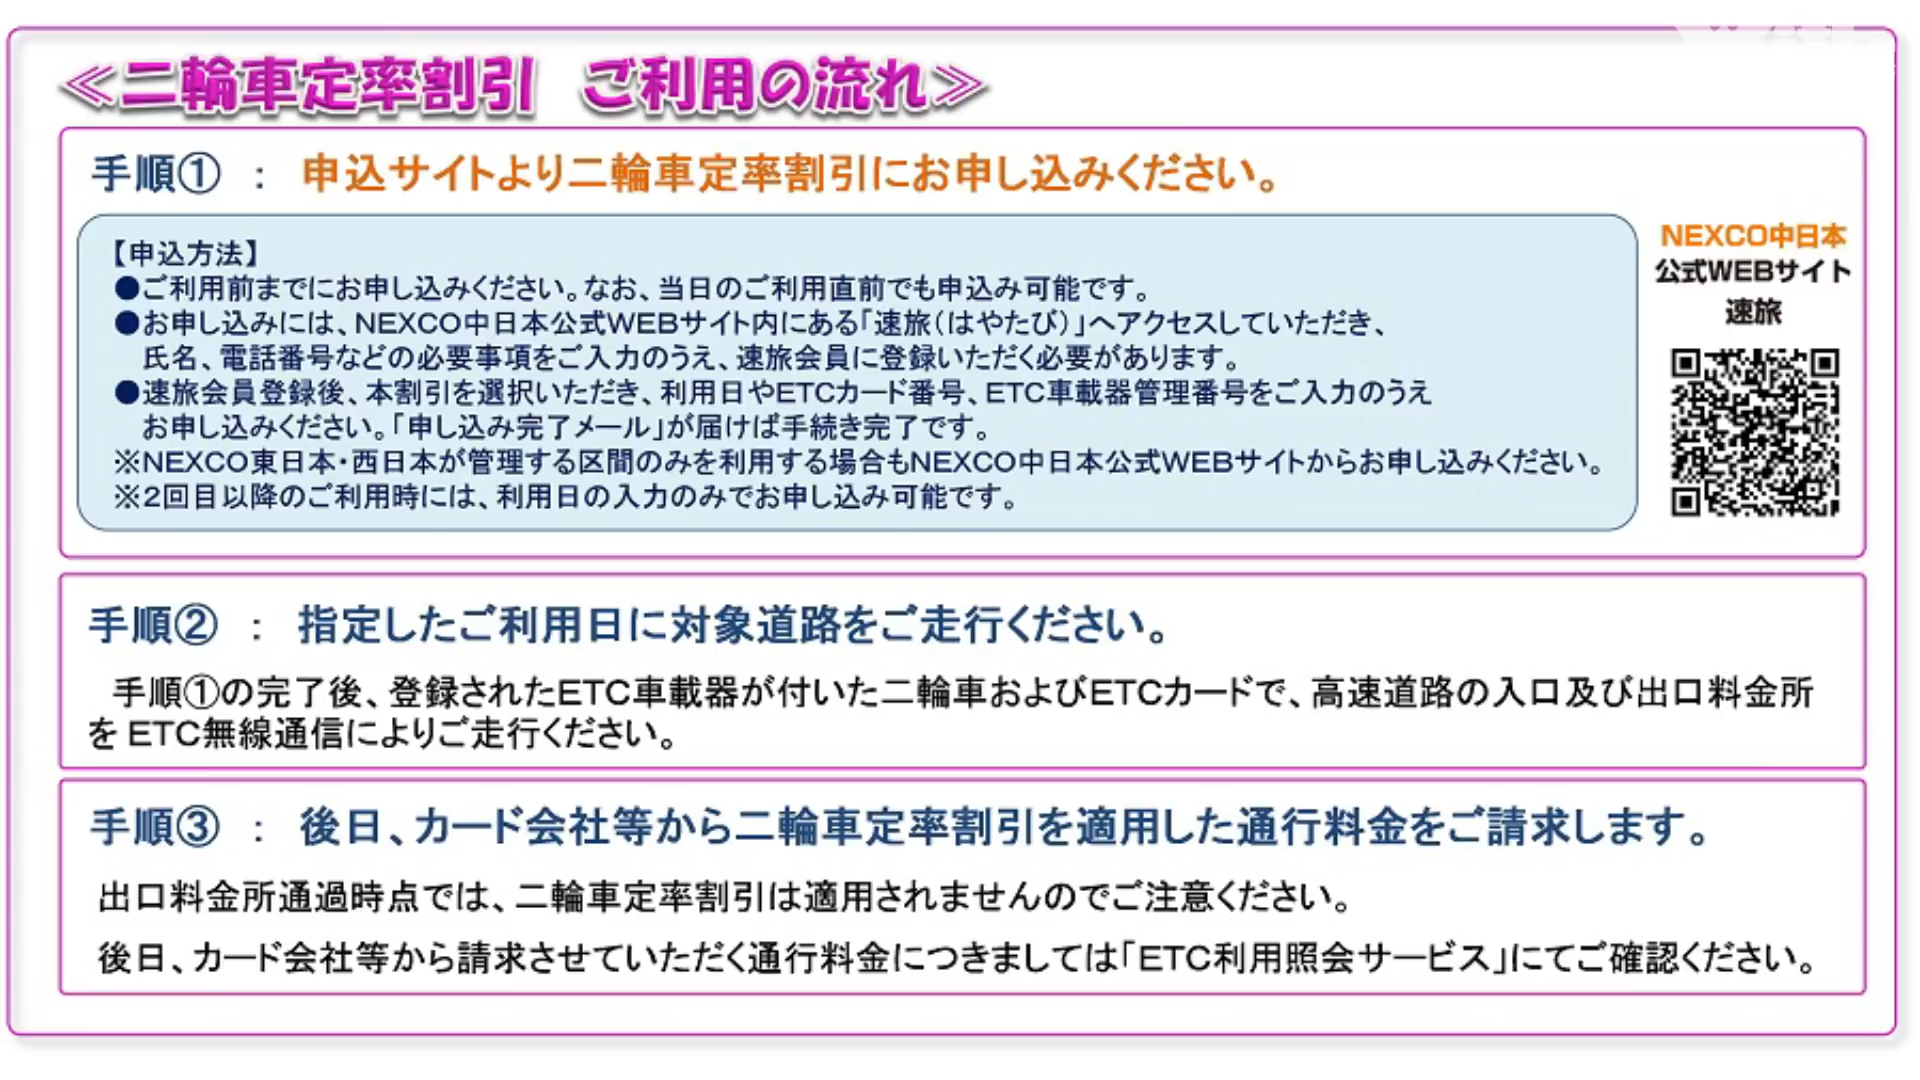 ≪二輪車定率割引　ご利用の流れ≫
手順① ： 申込サイトより二輪車定率割引にお申し込みください。
【申込方法】
●ご利用前までにお申し込みください。なお、当日のご利用直前でも申込み可能です。
●お申し込みには、NEXCO中日本公式WEBサイト内にある「速旅（はやたび）」へアクセスしていただき、
氏名、電話番号などの必要事項をご入力のうえ、速旅会員に登録いただく必要があります。
●速旅会員登録後、本割引を選択いただき、利用日やETCカード番号、ETC車載器管理番号をご入力のうえ
お申し込みください。「申し込み完了メール」が届けば手続き完了です。
※NEXCO東日本・西日本が管理する区間のみを利用する場合もNEXCO中日本公式WEBサイトからお申し込みください。
※2回目以降のご利用時には、利用日の入力のみでお申し込み可能です。
NEXCO中日本
公式WEBサイト
速旅
手順② ： 指定したご利用日に対象道路をご走行ください。
手順①の完了後、登録されたETC車載器が付いた二輪車およびETCカードで、高速道路の入口及び出口料金所
を ETC無線通信によりご走行ください。
手順③ ： 後日、カード会社等から二輪車定率割引を適用した通行料金をご請求します。
出口料金所通過時点では、二輪車定率割引は適用されませんのでご注意ください。
後日、カード会社等から請求させていただく通行料金につきましては「ETC利用照会サービス」にてご確認ください。